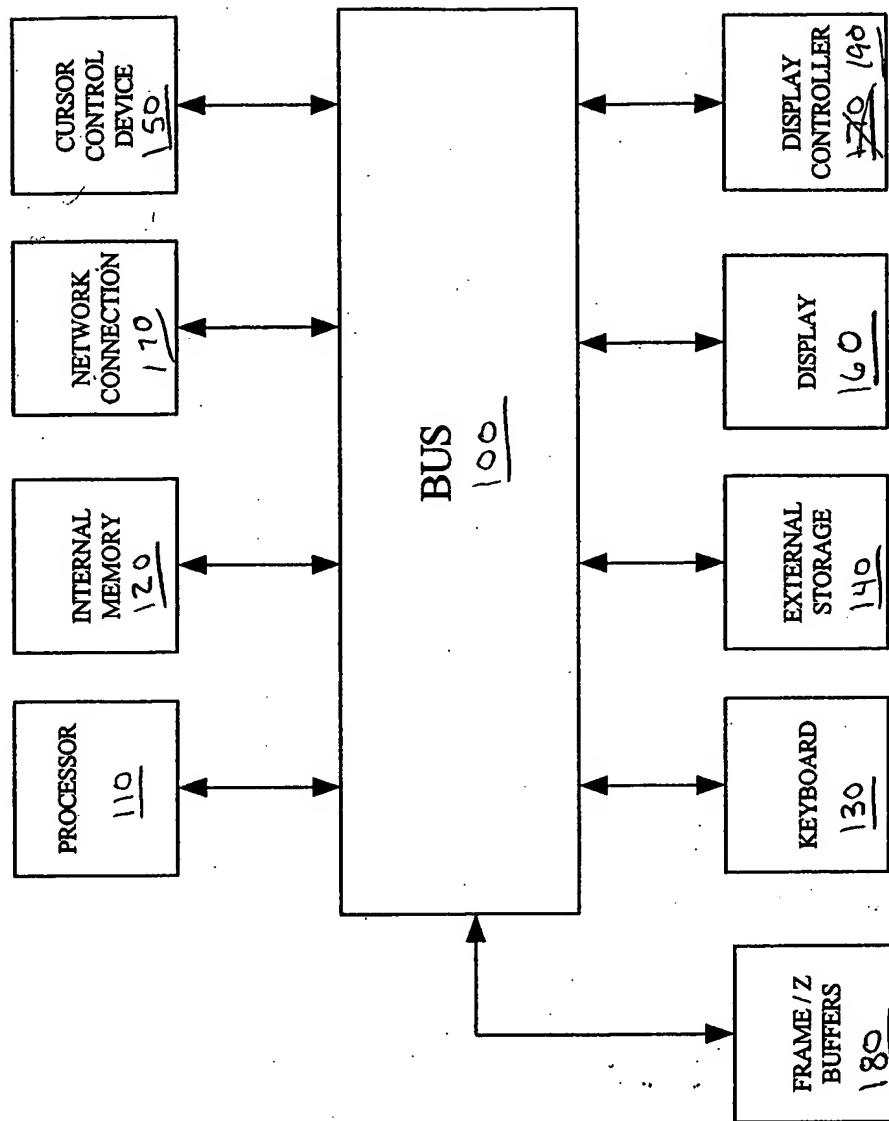 PROCESSOR
110
INTERNAL
MEMORY
120
NETWORK
CONNECTION
170
CURSOR
CONTROL
DEVICE
150
BUS
100
FRAME / Z
BUFFERS
180
KEYBOARD
130
EXTERNAL
STORAGE
140
DISPLAY
160
DISPLAY
CONTROLLER
190